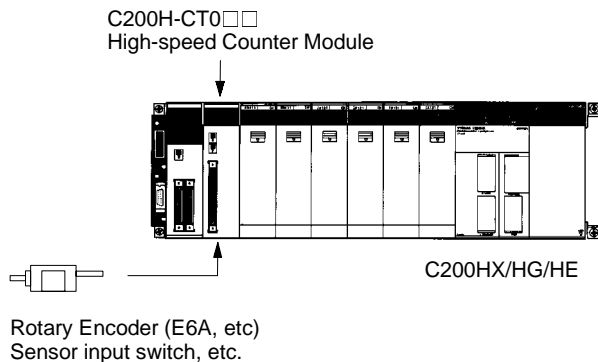 C200H-CT0□□
High-speed Counter Module
C200HX/HG/HE
Rotary Encoder (E6A, etc)
Sensor input switch, etc.